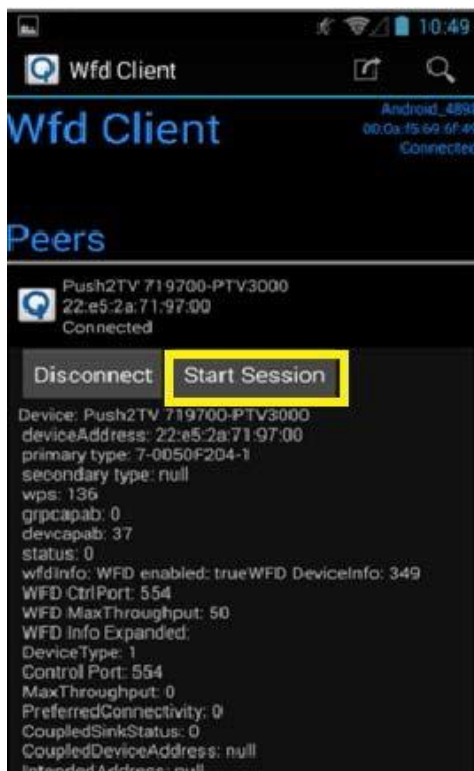 10:49
Wfd Client
Wfd Client
Android_489
00:0a:f5:69:6f:49
Connected
Peers
Push2TV 719700-PTV3000
22:e5:2a:71:97:00
Connected
Disconnect Start Session
Device: Push2TV 719700-PTV3000
deviceAddress: 22:e5:2a:71:97:00
primary type: 7-0050F204-1
secondary type: null
wps: 136
grpcapab: 0
devcapab: 37
status: 0
wfdInfo: WFD enabled: trueWFD DeviceInfo: 349
WFD CtrlPort: 554
WFD MaxThroughput: 50
WFD Info Expanded:
DeviceType: 1
Control Port: 554
MaxThroughput: 0
PreferredConnectivity: 0
CoupledSinkStatus: 0
CoupledDeviceAddress: null
IntendedAddress: null